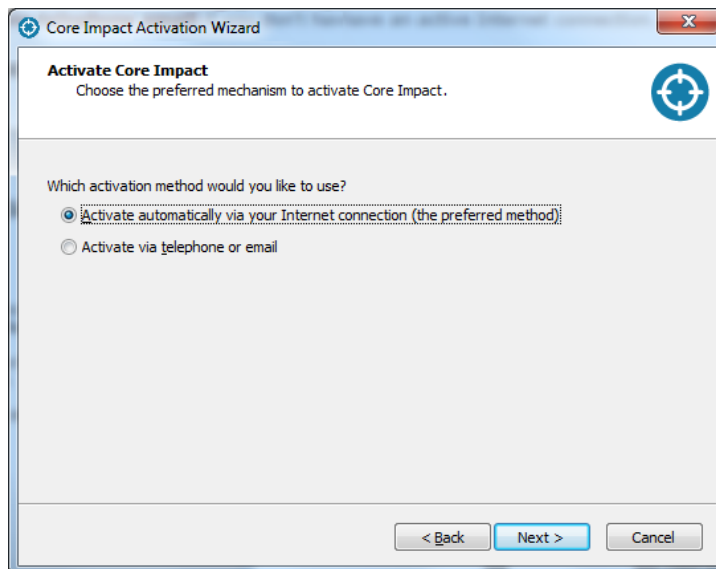 Core Impact Activation Wizard
Activate Core Impact
Choose the preferred mechanism to activate Core Impact.
Which activation method would you like to use?
Activate automatically via your Internet connection (the preferred method)
Activate via telephone or email
< Back Next > Cancel